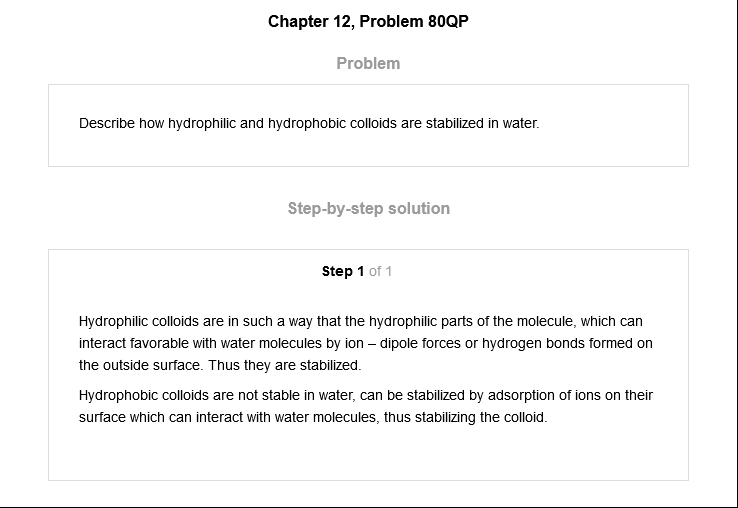 Chapter 12, Problem 80QP
Problem
Describe how hydrophilic and hydrophobic colloids are stabilized in water.
Step-by-step solution
Step 1 of 1
Hydrophilic colloids are in such a way that the hydrophilic parts of the molecule, which can
interact favorable with water molecules by ion – dipole forces or hydrogen bonds formed on
the outside surface. Thus they are stabilized.
Hydrophobic colloids are not stable in water, can be stabilized by adsorption of ions on their
surface which can interact with water molecules, thus stabilizing the colloid.